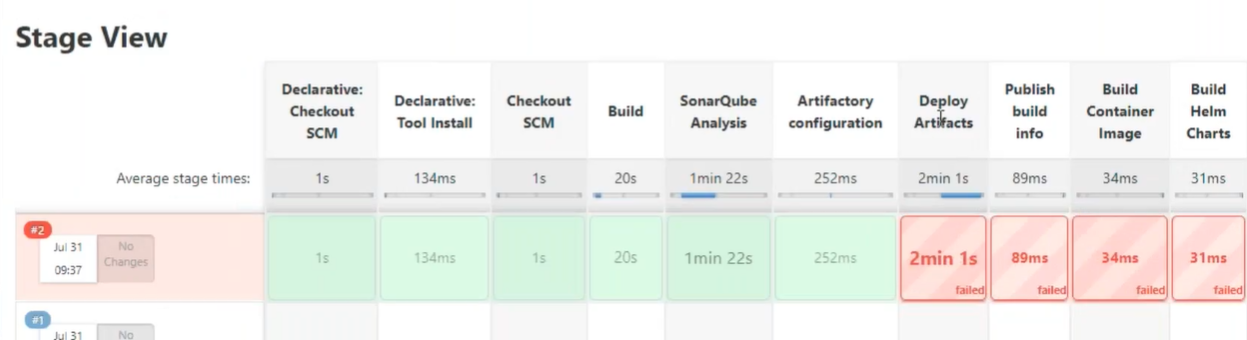 Stage View
Declarative:
Checkout
SCM
Declarative:
Tool Install
Checkout
SCM
Build
SonarQube
Analysis
Artifactory
configuration
Deploy
Artifacts
Publish
build
info
Build
Container
Image
Build
Helm
Charts
Average stage times:
1s
134ms
1s
20s
1min 22s
252ms
2min 1s
89ms
34ms
31ms
#2
Jul 31
09:37
No
Changes
1s
134ms
1s
20s
1min 22s
252ms
2min 1s
failed
89ms
failed
34ms
failed
31ms
failed
#1
Jul 31
No